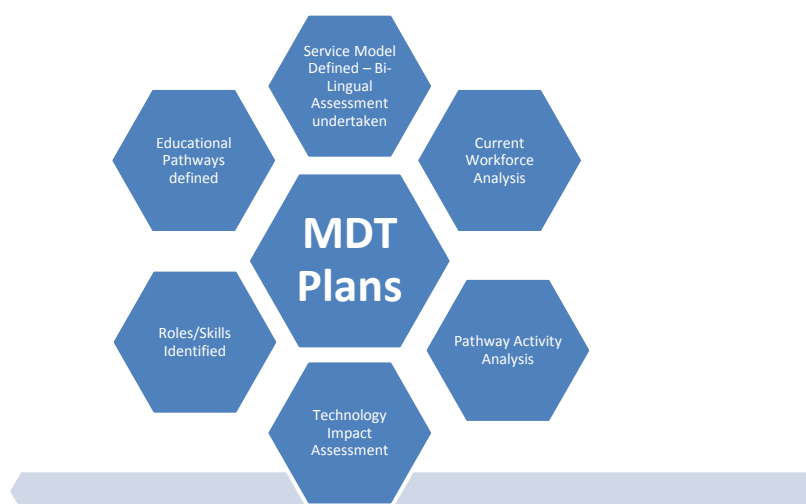 Service Model
Defined – Bi-
Lingual
Assessment
undertaken
Educational
Pathways
defined
Current
Workforce
Analysis
MDT
Plans
Roles/Skills
Identified
Pathway Activity
Analysis
Technology
Impact
Assessment